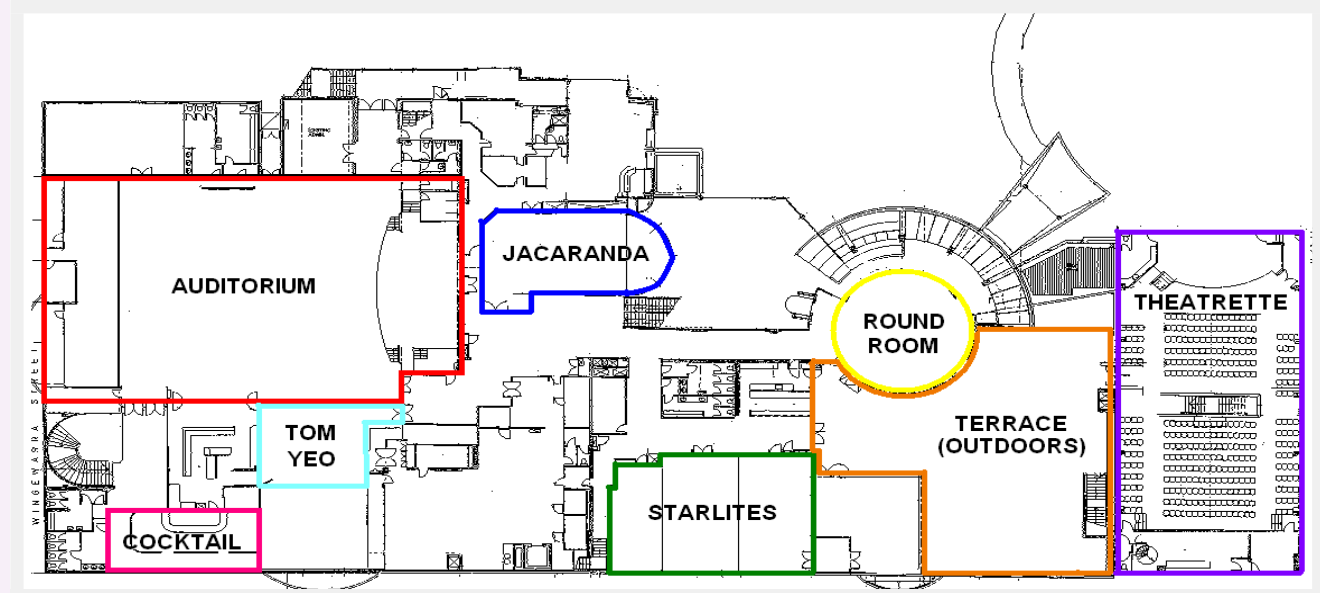 JACARANDA
AUDITORIUM
THEATRETTE
ROUND
ROOM
TERRACE
(OUTDOORS)
TOM
YEO
STARLITES
COCKTAIL
WINGEWARRA STREET